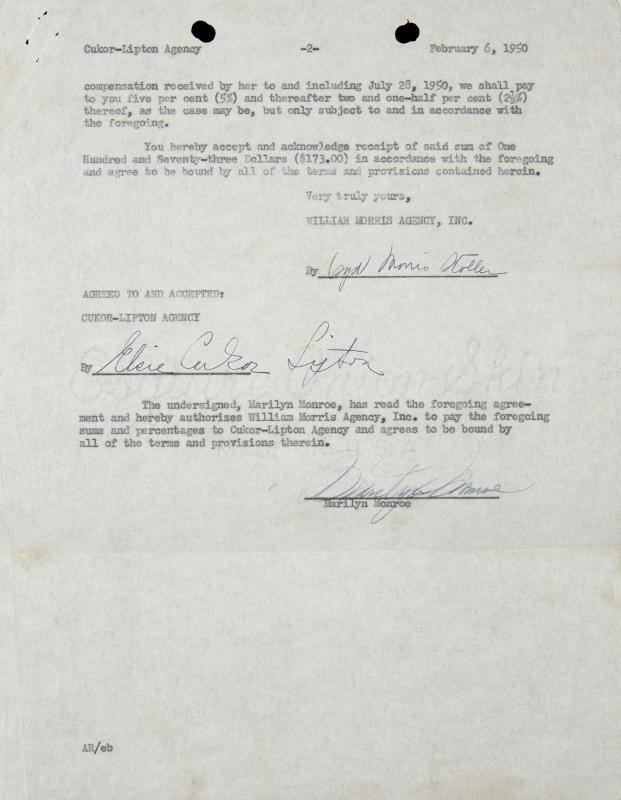 Cukor-Lipton Agency -2- February 6, 1950
compensation received by her to and including July 28, 1950, we shall pay
to you five per cent (5%) and thereafter two and one-half per cent (2½%)
thereof, as the case may be, but only subject to and in accordance with
the foregoing.
You hereby accept and acknowledge receipt of said sum of One
Hundred and Seventy-three Dollars ($173.00) in accordance with the foregoing
and agree to be bound by all of the terms and provisions contained herein.
Very truly yours,
WILLIAM MORRIS AGENCY, INC.
By Morris Stoller
AGREED TO AND ACCEPTED:
CUKOR-LIPTON AGENCY
By Elsie Cukor Lipton
The undersigned, Marilyn Monroe, has read the foregoing agree-
ment and hereby authorizes William Morris Agency, Inc. to pay the foregoing
sums and percentages to Cukor-Lipton Agency and agrees to be bound by
all of the terms and provisions therein.
Marilyn Monroe
Marilyn Monroe
AR/eb